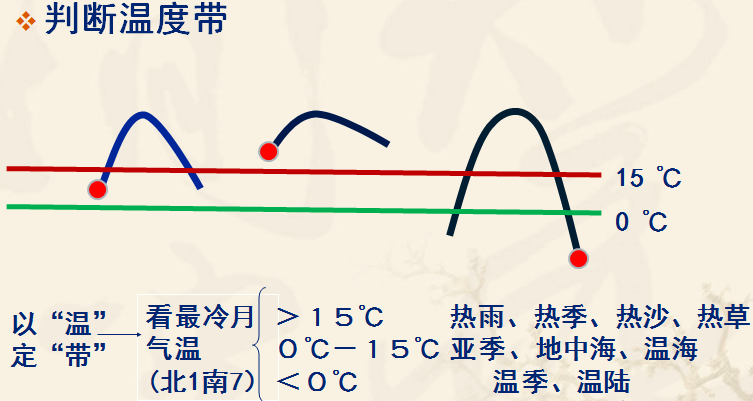 判断温度带
15 ℃
0 ℃
以“温” 看最冷月 ＞１５℃ 热雨、热季、热沙、热草
定“带” 气温 ０℃－１５℃ 亚季、地中海、温海
(北1南7) ＜０℃ 温季、温陆